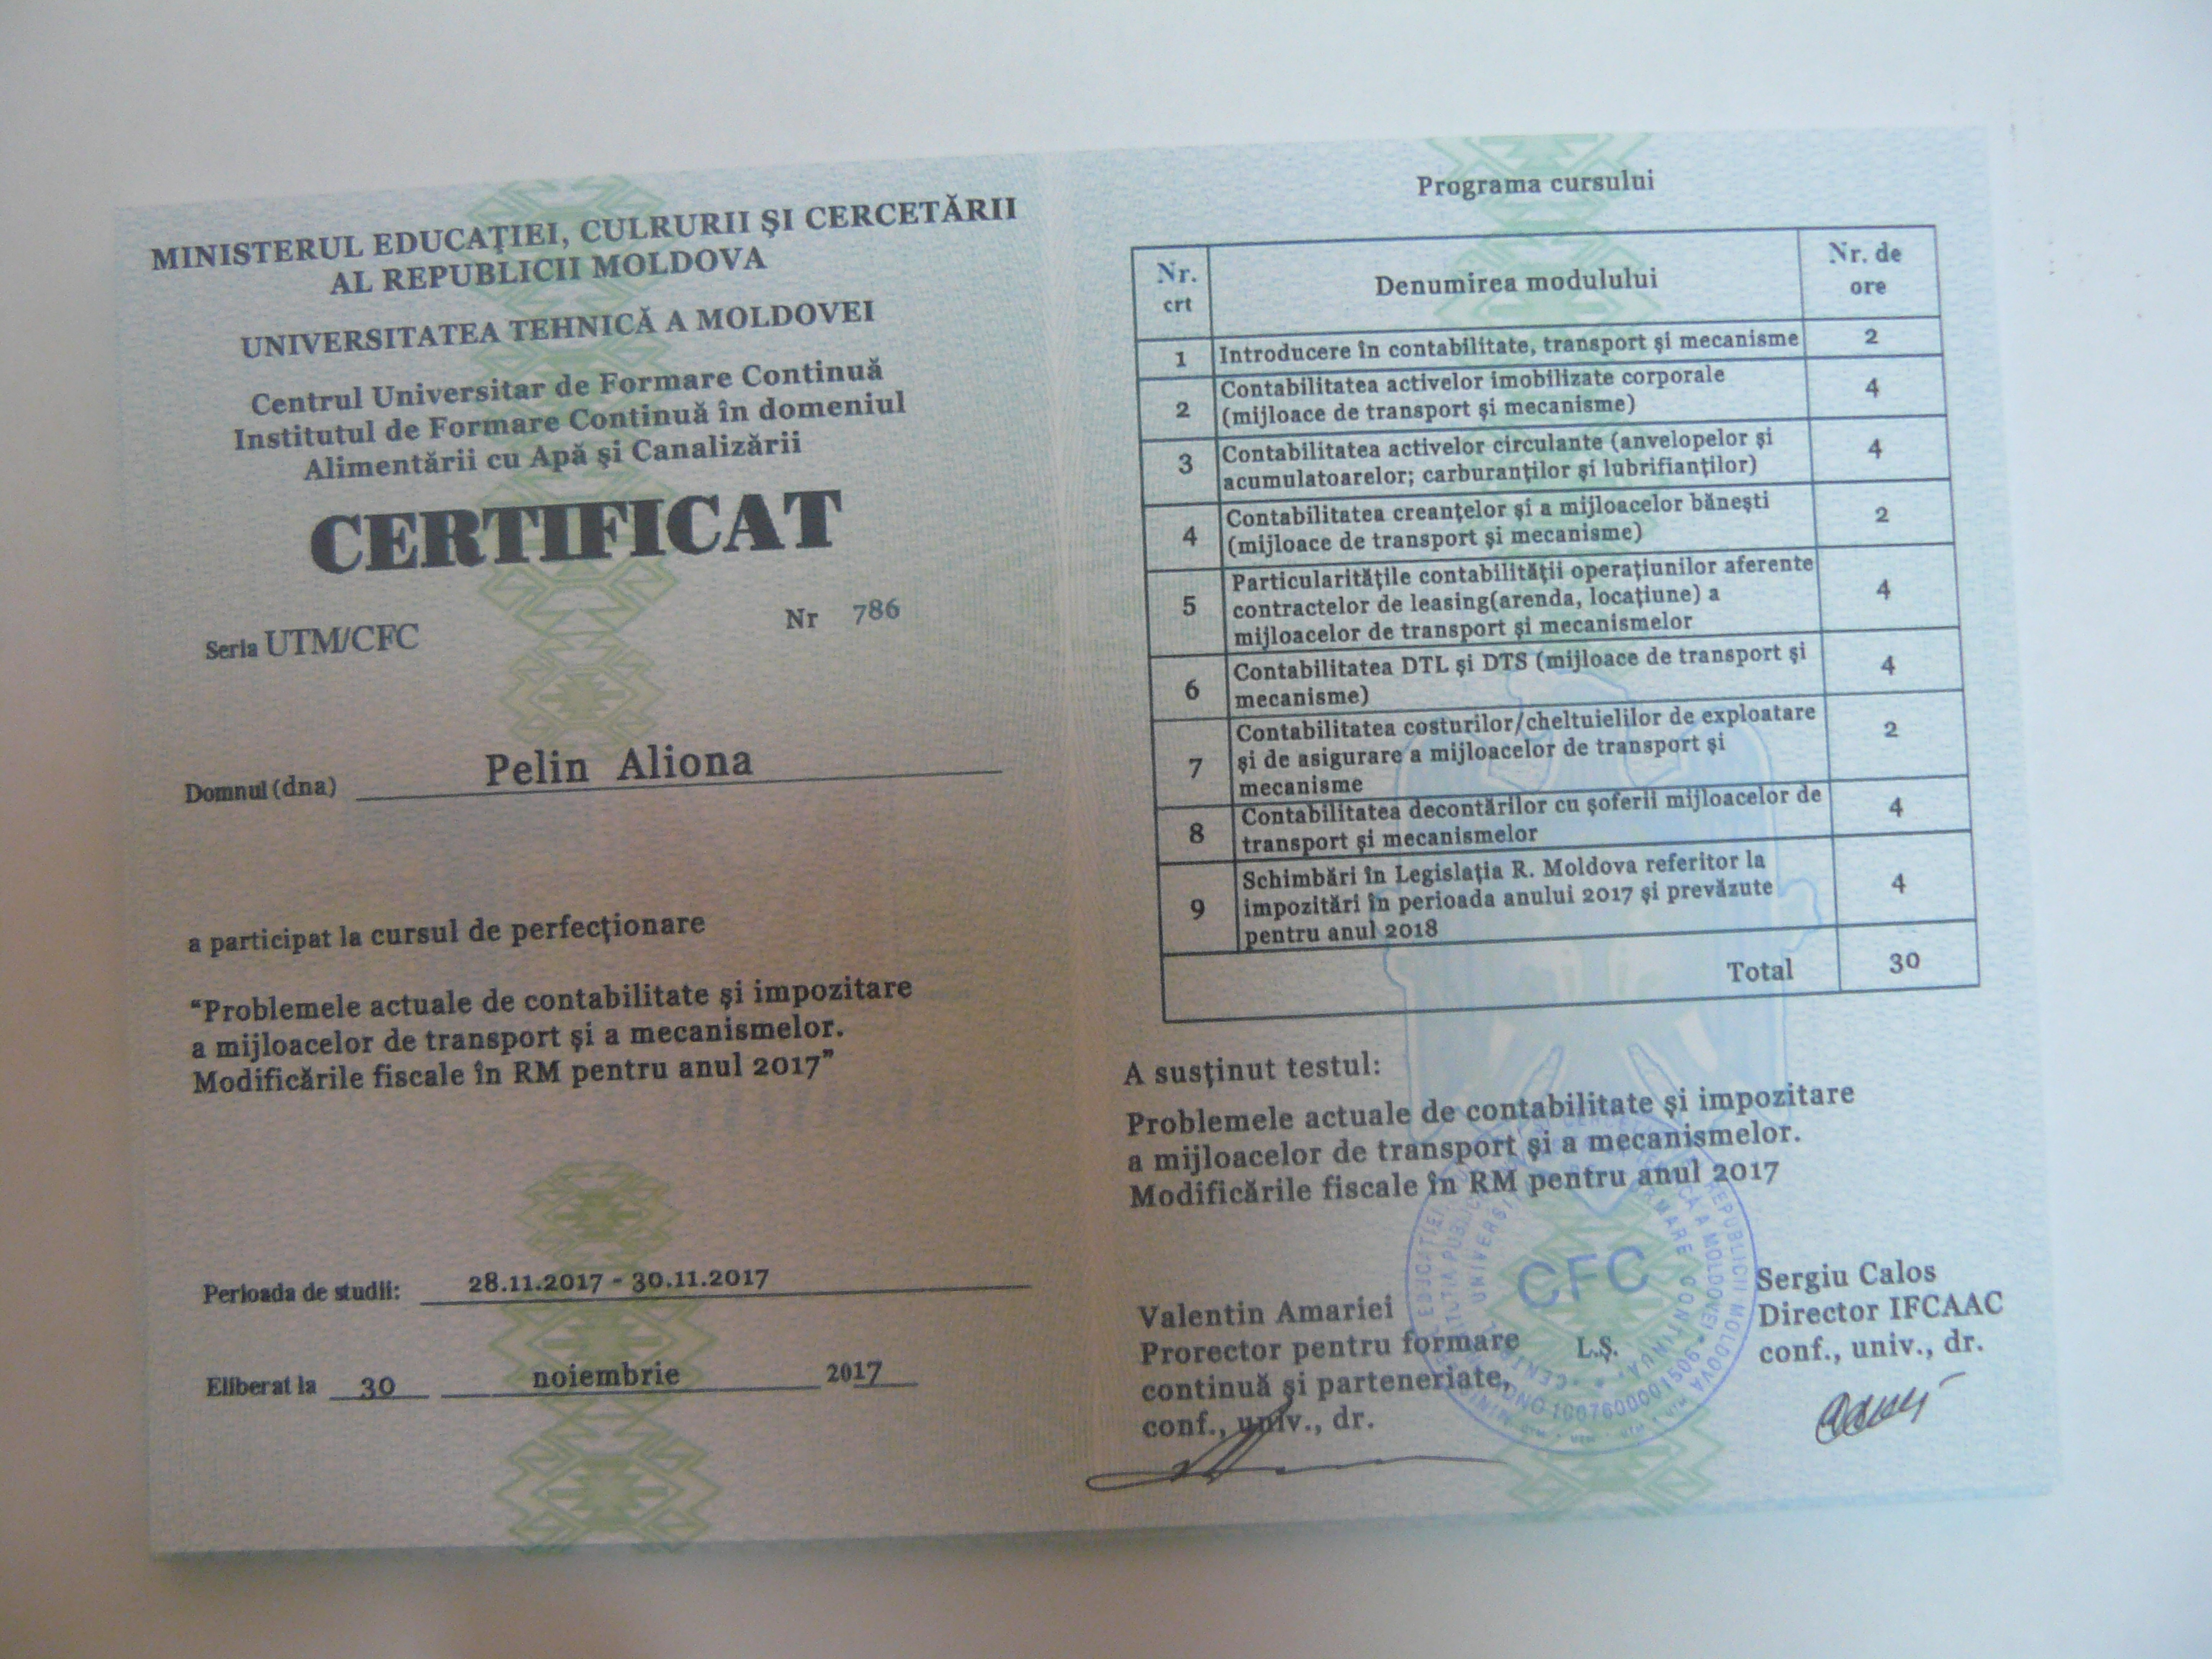 MINISTERUL EDUCAŢIEI, CULRURII ŞI CERCETĂRII
AL REPUBLICII MOLDOVA
UNIVERSITATEA TEHNICĂ A MOLDOVEI
Centrul Universitar de Formare Continuă
Institutul de Formare Continuă în domeniul
Alimentării cu Apă şi Canalizării
CERTIFICAT
Seria UTM/CFC Nr 786
Domnul (dna) Pelin Aliona
a participat la cursul de perfecţionare
“Problemele actuale de contabilitate şi impozitare
a mijloacelor de transport şi a mecanismelor.
Modificările fiscale în RM pentru anul 2017”
Perioada de studii: 28.11.2017 - 30.11.2017
Eliberat la 30 noiembrie 2017
Programa cursului
Nr. crt Denumirea modulului Nr. de ore
1 Introducere în contabilitate, transport şi mecanisme 2
2 Contabilitatea activelor imobilizate corporale
(mijloace de transport şi mecanisme) 4
3 Contabilitatea activelor circulante (anvelopelor şi
acumulatoarelor; carburanţilor şi lubrifianţilor) 4
4 Contabilitatea creanţelor şi a mijloacelor băneşti
(mijloace de transport şi mecanisme) 2
5 Particularităţile contabilităţii operaţiunilor aferente
contractelor de leasing(arenda, locaţiune) a
mijloacelor de transport şi mecanismelor 4
6 Contabilitatea DTL şi DTS (mijloace de transport şi
mecanisme) 4
7 Contabilitatea costurilor/cheltuielilor de exploatare
şi de asigurare a mijloacelor de transport şi
mecanisme 2
8 Contabilitatea decontărilor cu şoferii mijloacelor de
transport şi mecanismelor 4
9 Schimbări în Legislaţia R. Moldova referitor la
impozitări în perioada anului 2017 şi prevăzute
pentru anul 2018 4
Total 30
A susţinut testul:
Problemele actuale de contabilitate şi impozitare
a mijloacelor de transport şi a mecanismelor.
Modificările fiscale în RM pentru anul 2017
Valentin Amariei
Prorector pentru formare
continuă şi parteneriate,
conf., univ., dr.
L.Ş.
CFC
Sergiu Calos
Director IFCAAC
conf., univ., dr.